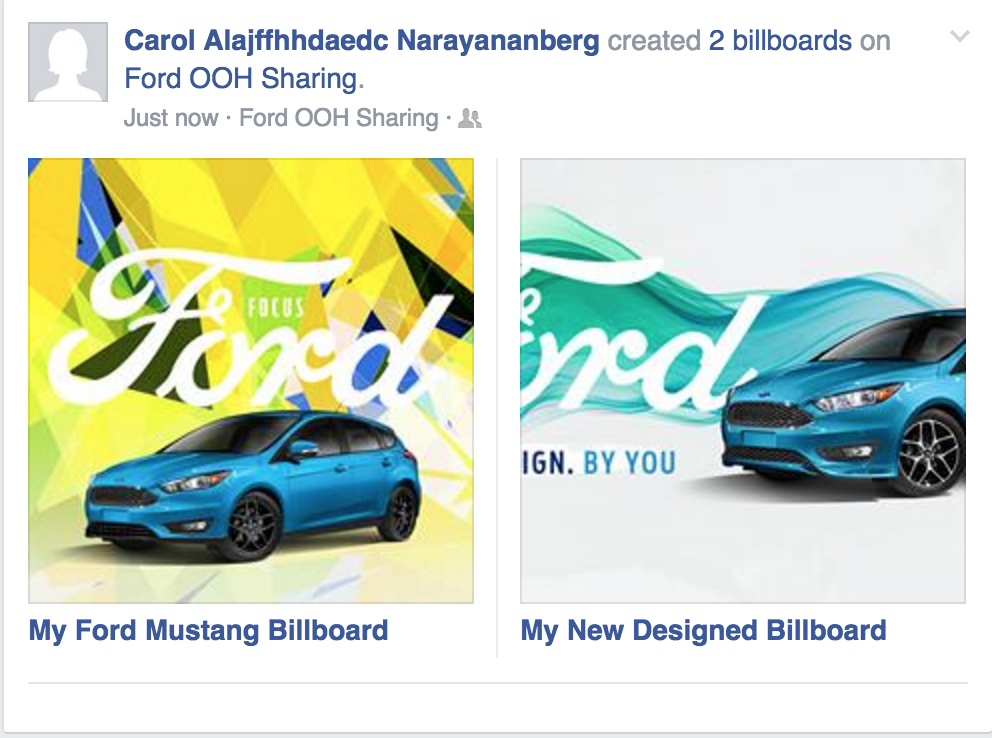 Carol Alajffhhdaedc Narayananberg created 2 billboards on
Ford OOH Sharing.
Just now · Ford OOH Sharing ·
Ford
FOCUS
My Ford Mustang Billboard
ord
IGN. BY YOU
My New Designed Billboard